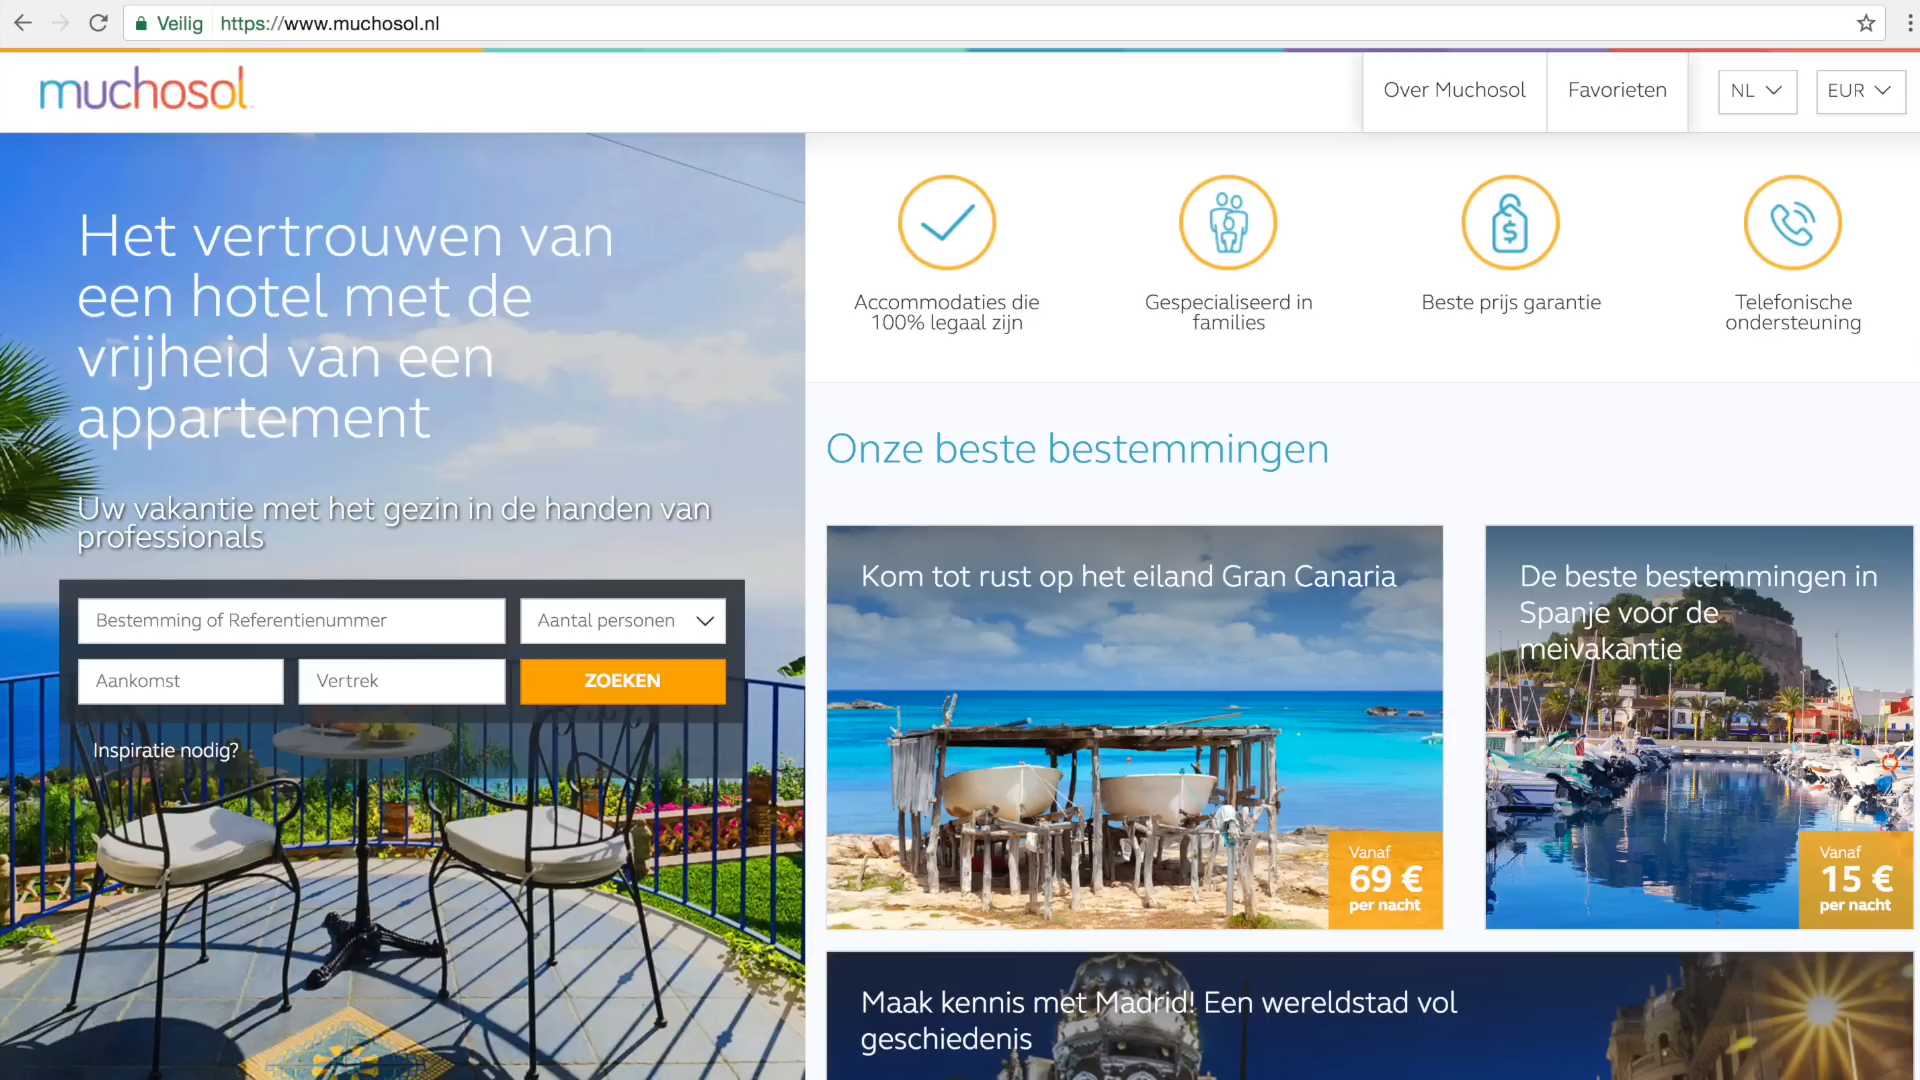 Veilig https://www.muchosol.nl
muchosol
Over Muchosol
Favorieten
NL
EUR
Het vertrouwen van
een hotel met de
vrijheid van een
appartement
Uw vakantie met het gezin in de handen van
professionals
Bestemming of Referentienummer
Aantal personen
Aankomst
Vertrek
ZOEKEN
Inspiratie nodig?
Accommodaties die
100% legaal zijn
Gespecialiseerd in
families
$
Beste prijs garantie
Telefonische
ondersteuning
Onze beste bestemmingen
Kom tot rust op het eiland Gran Canaria
Vanaf
69 €
per nacht
De beste bestemmingen in
Spanje voor de
meivakantie
Vanaf
15 €
per nacht
Maak kennis met Madrid! Een wereldstad vol
geschiedenis